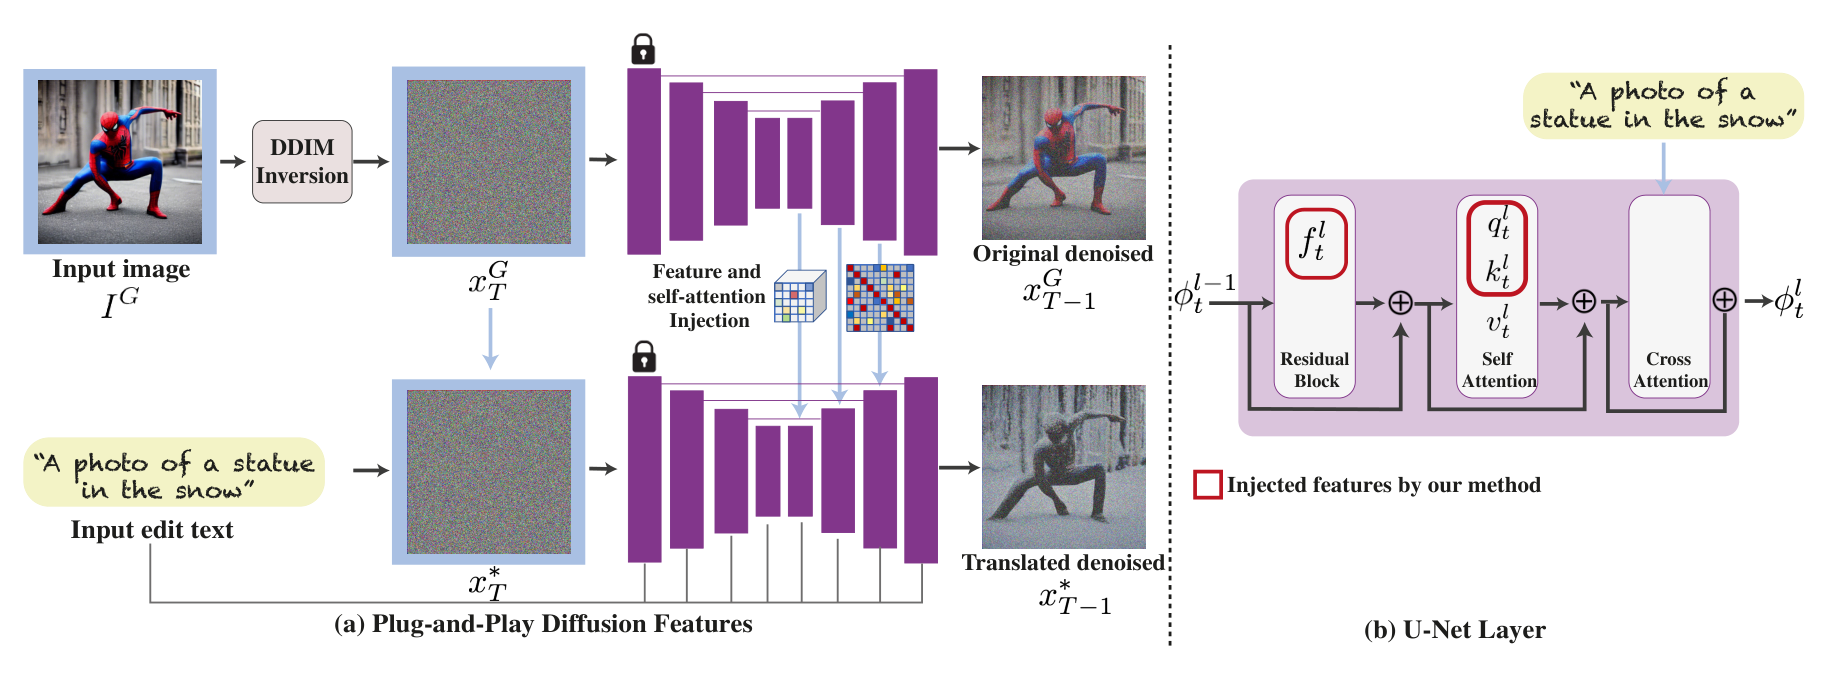 DDIM
Inversion
Input image
I^G
x_T^G
Feature and
self-attention
Injection
Original denoised
x_{T-1}^G
“A photo of a statue
in the snow”
Input edit text
x_T^*
Translated denoised
x_{T-1}^*
(a) Plug-and-Play Diffusion Features
“A photo of a
statue in the snow”
ϕ_t^{l-1}
f_t^l
Residual
Block
q_t^l
k_t^l
v_t^l
Self
Attention
Cross
Attention
ϕ_t^l
Injected features by our method
(b) U-Net Layer